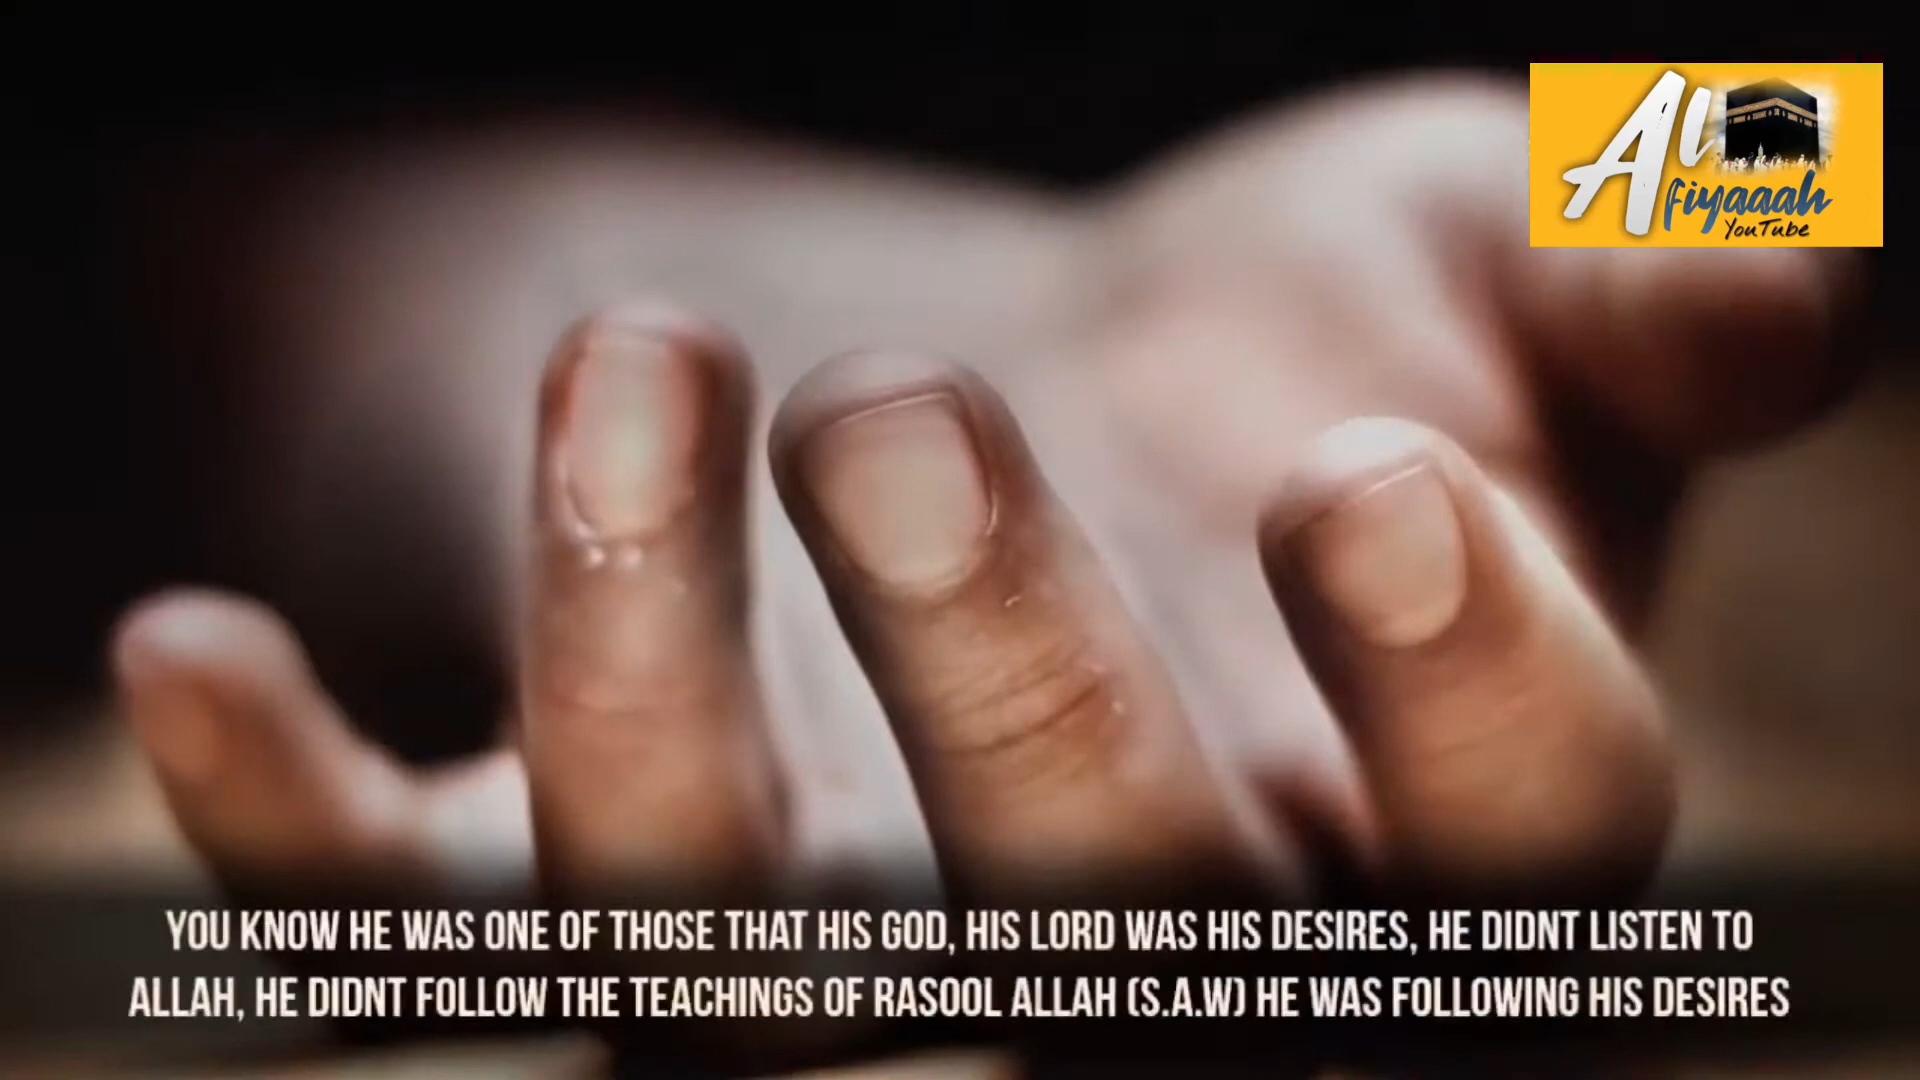 Al
fiyaaah
YouTube
YOU KNOW HE WAS ONE OF THOSE THAT HIS GOD, HIS LORD WAS HIS DESIRES, HE DIDNT LISTEN TO
ALLAH, HE DIDNT FOLLOW THE TEACHINGS OF RASOOL ALLAH (S.A.W) HE WAS FOLLOWING HIS DESIRES